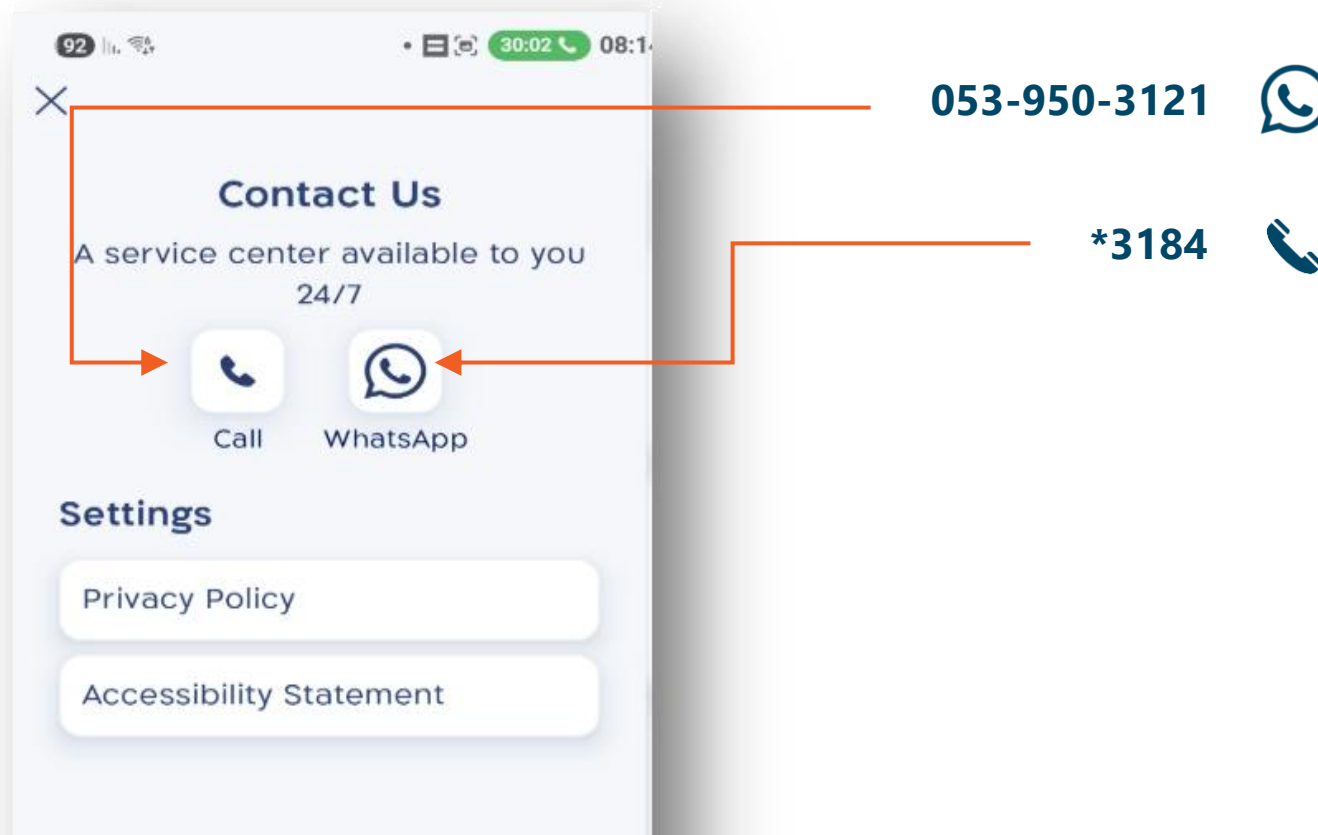 92
30:02
08:14
053-950-3121
Contact Us
*3184
A service center available to you
24/7
Call
WhatsApp
Settings
Privacy Policy
Accessibility Statement